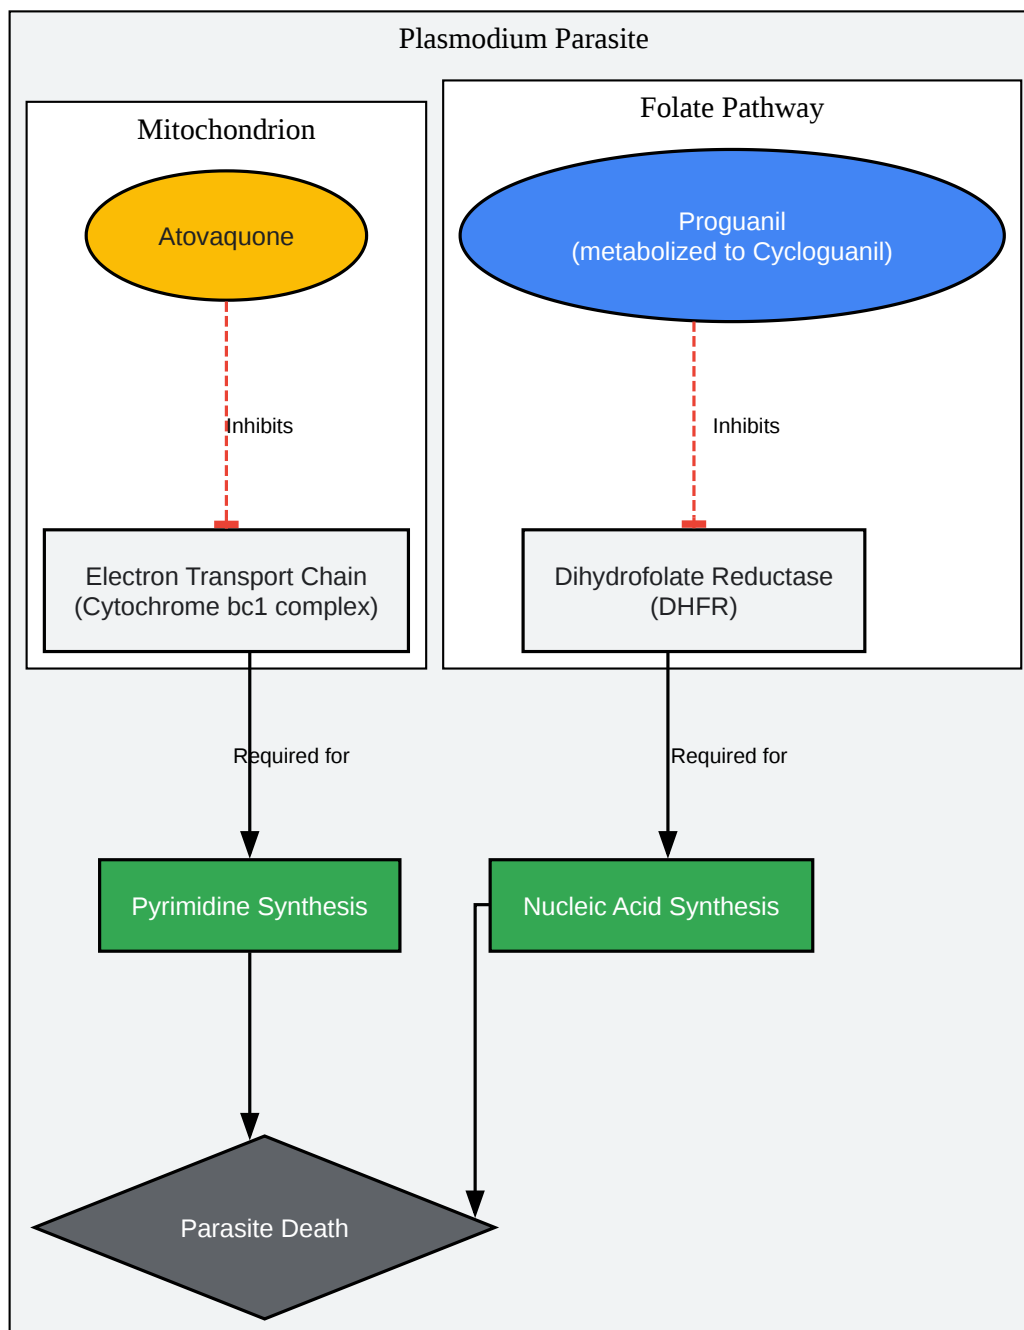 Plasmodium Parasite
Mitochondrion
Folate Pathway
Atovaquone
Proguanil
(metabolized to Cycloguanil)
Inhibits
Inhibits
Electron Transport Chain
(Cytochrome bc1 complex)
Dihydrofolate Reductase
(DHFR)
Required for
Required for
Pyrimidine Synthesis
Nucleic Acid Synthesis
Parasite Death